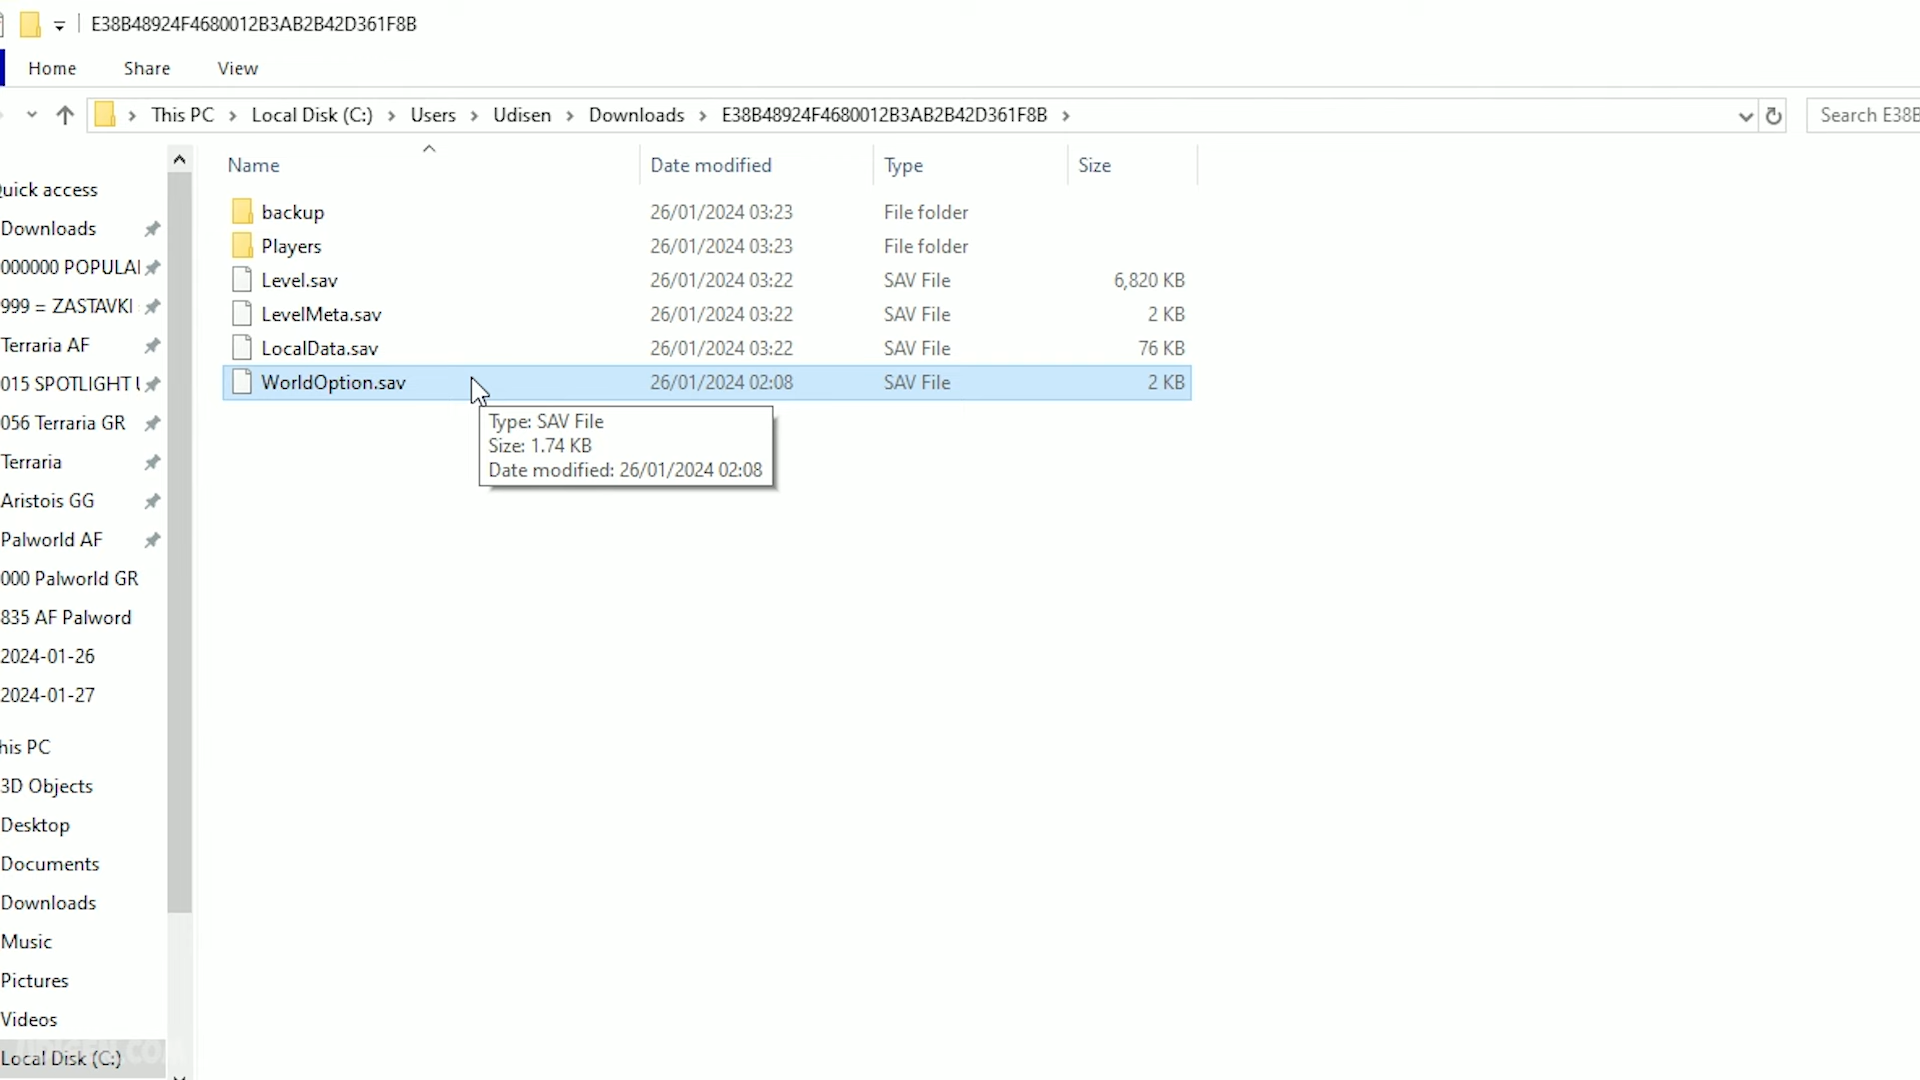 E38B48924F4680012B3AB2B42D361F8B
Home Share View
This PC Local Disk (C:) Users Udisen Downloads E38B48924F4680012B3AB2B42D361F8B Search E38B
Name Date modified Type Size
backup 26/01/2024 03:23 File folder
Players 26/01/2024 03:23 File folder
Level.sav 26/01/2024 03:22 SAV File 6,820 KB
LevelMeta.sav 26/01/2024 03:22 SAV File 2 KB
LocalData.sav 26/01/2024 03:22 SAV File 76 KB
WorldOption.sav 26/01/2024 02:08 SAV File 2 KB
Type: SAV File
Size: 1.74 KB
Date modified: 26/01/2024 02:08
Quick access
Downloads
000000 POPULA
999 = ZASTAVKI
Terraria AF
015 SPOTLIGHT
056 Terraria GR
Terraria
Aristois GG
Palworld AF
000 Palworld GR
835 AF Palword
2024-01-26
2024-01-27
his PC
3D Objects
Desktop
Documents
Downloads
Music
Pictures
Videos
Local Disk (C:)